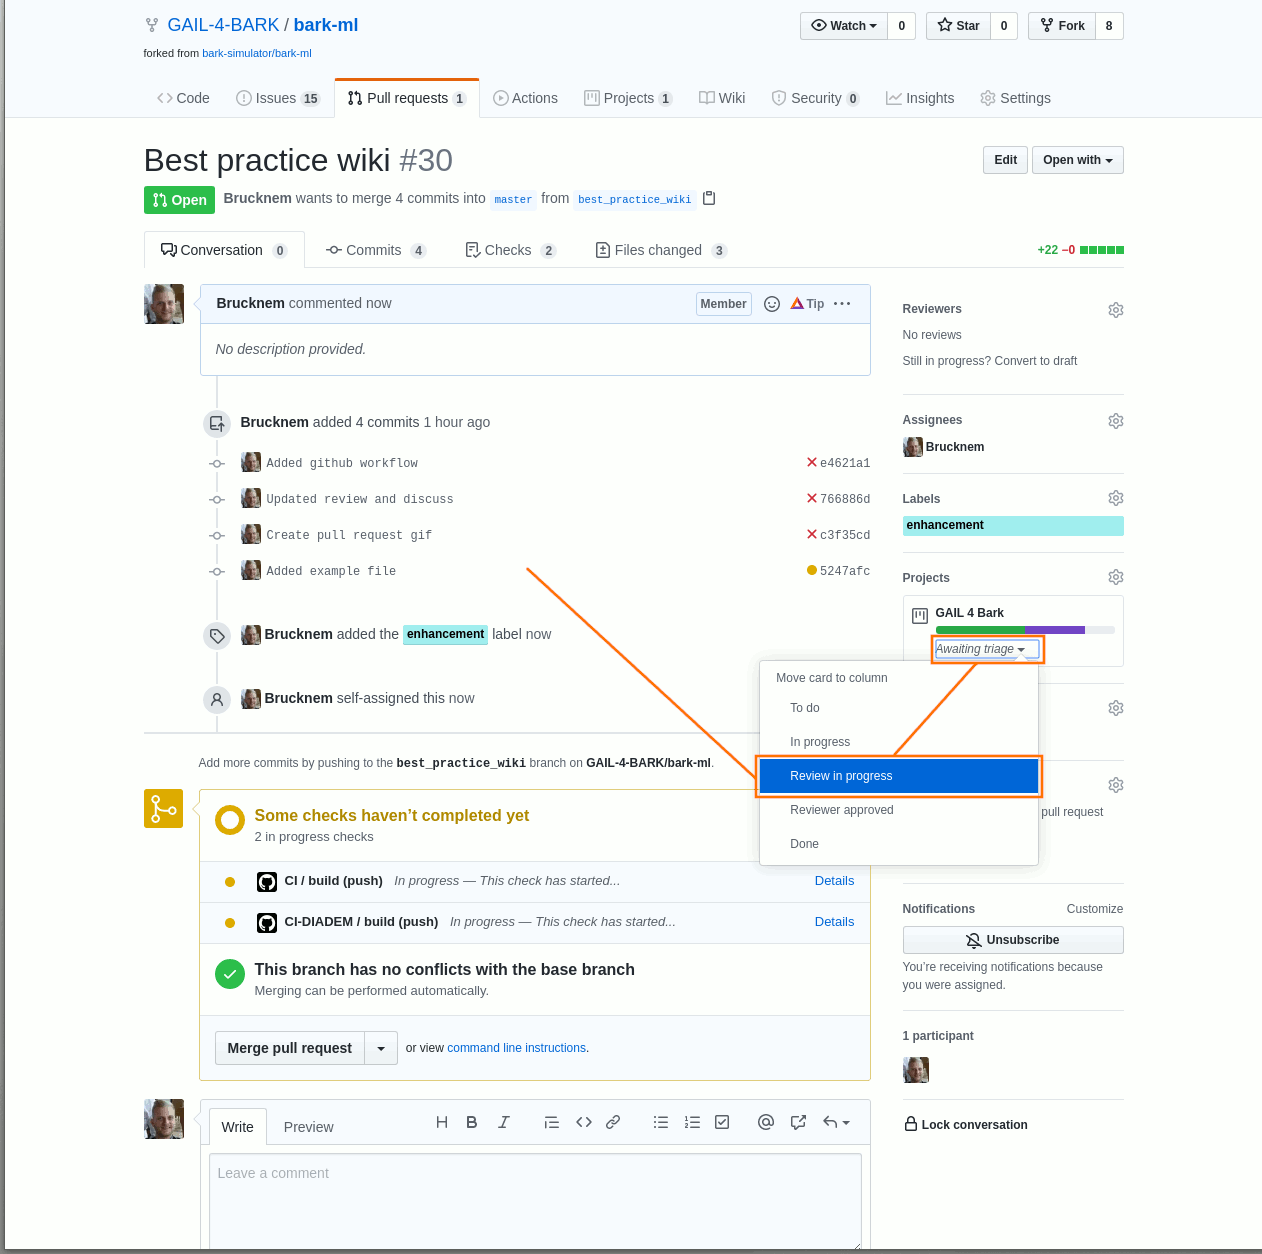 GAIL-4-BARK / bark-ml
Watch 0 Star 0 Fork 8
forked from bark-simulator/bark-ml
Code Issues 15 Pull requests 1 Actions Projects 1 Wiki Security 0 Insights Settings
Best practice wiki #30
Edit Open with
Open Brucknem wants to merge 4 commits into master from best_practice_wiki
Conversation 0 Commits 4 Checks 2 Files changed 3
+22 −0
Brucknem commented now
Member Tip ···
No description provided.
Brucknem added 4 commits 1 hour ago
Added github workflow e4621a1
Updated review and discuss 766886d
Create pull request gif c3f35cd
Added example file 5247afc
Brucknem added the enhancement label now
Brucknem self-assigned this now
Add more commits by pushing to the best_practice_wiki branch on GAIL-4-BARK/bark-ml.
Some checks haven’t completed yet
2 in progress checks
CI / build (push) In progress — This check has started... Details
CI-DIADEM / build (push) In progress — This check has started... Details
This branch has no conflicts with the base branch
Merging can be performed automatically.
Merge pull request or view command line instructions.
Write Preview
Leave a comment
Reviewers
No reviews
Still in progress? Convert to draft
Assignees
Brucknem
Labels
enhancement
Projects
GAIL 4 Bark
Awaiting triage
Move card to column
To do
In progress
Review in progress
Reviewer approved
Done
pull request
Notifications Customize
Unsubscribe
You’re receiving notifications because
you were assigned.
1 participant
Lock conversation